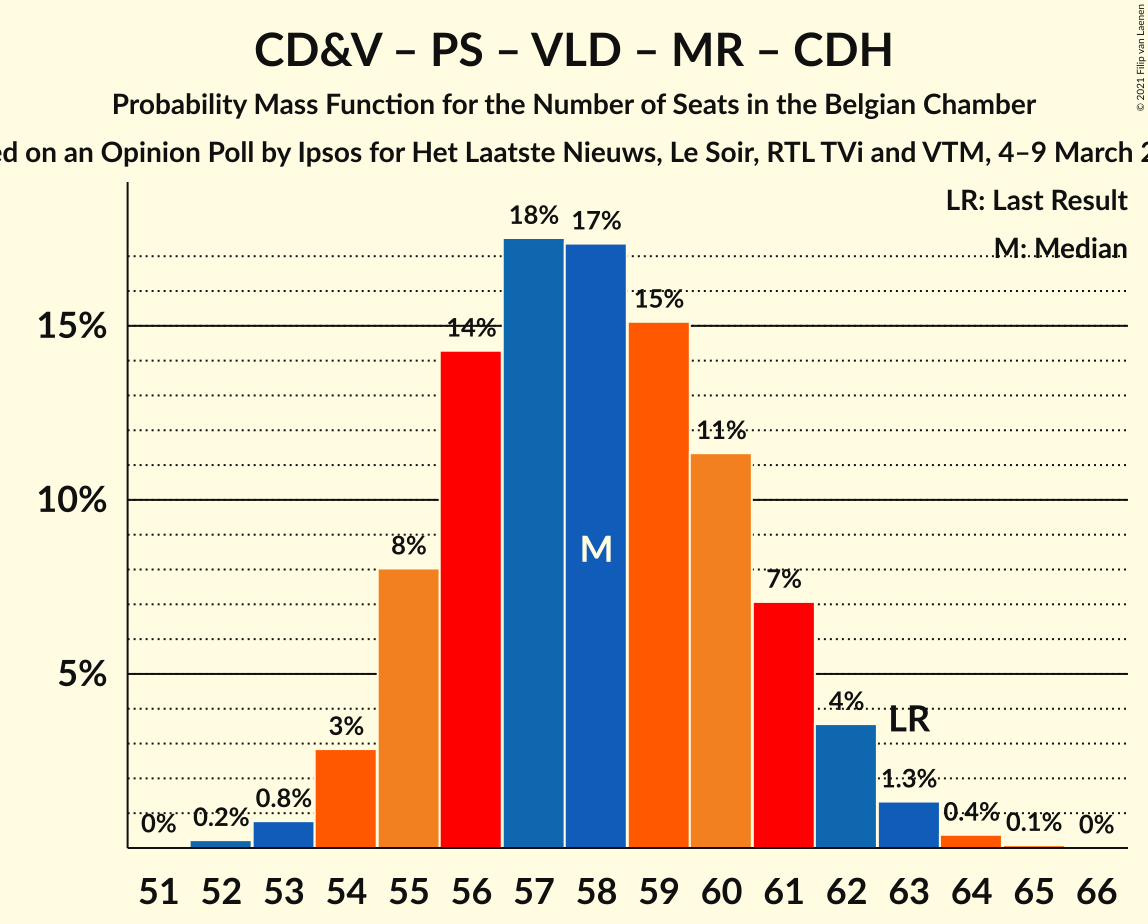 CD&V – PS – VLD – MR – CDH
Probability Mass Function for the Number of Seats in the Belgian Chamber
ed on an Opinion Poll by Ipsos for Het Laatste Nieuws, Le Soir, RTL TVi and VTM, 4–9 March 2
© 2021 Filip van Laenen
LR: Last Result
M: Median
15%
10%
5%
0%
0.2%
0.8%
3%
8%
14%
18%
17%
15%
11%
7%
4%
1.3%
0.4%
0.1%
0%
M
LR
51 52 53 54 55 56 57 58 59 60 61 62 63 64 65 66